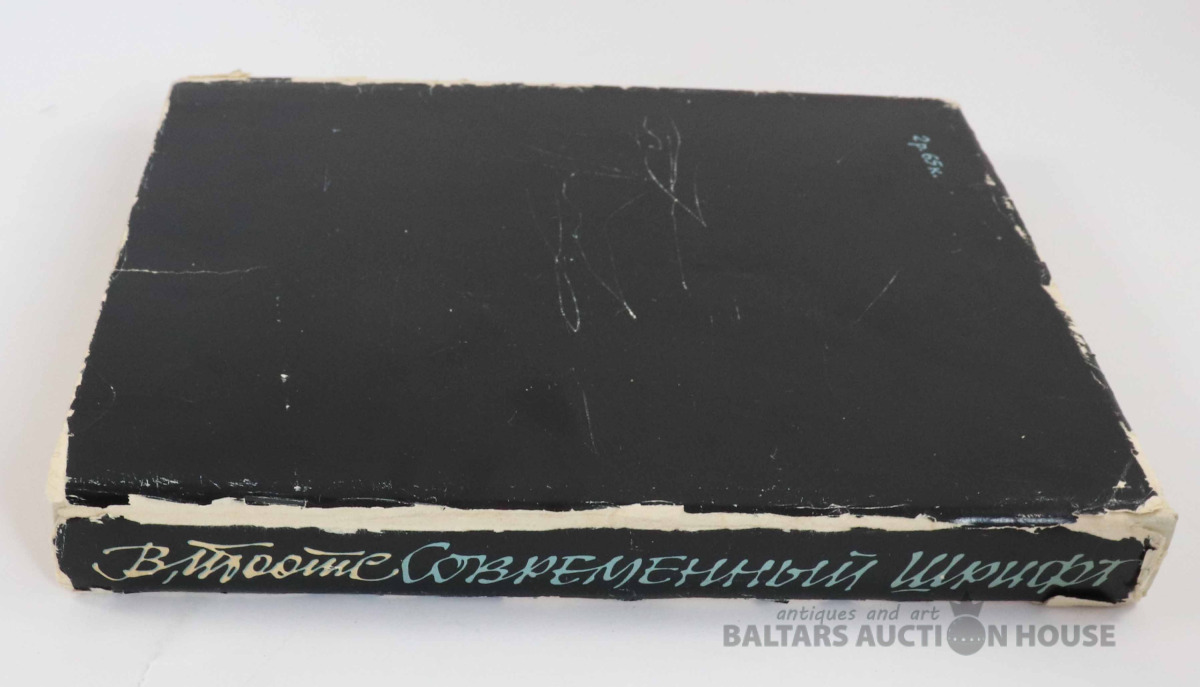 2р. 65к.
В. Тоотс Современный Шрифт
antiques and art
BALTARS AUCTION HOUSE